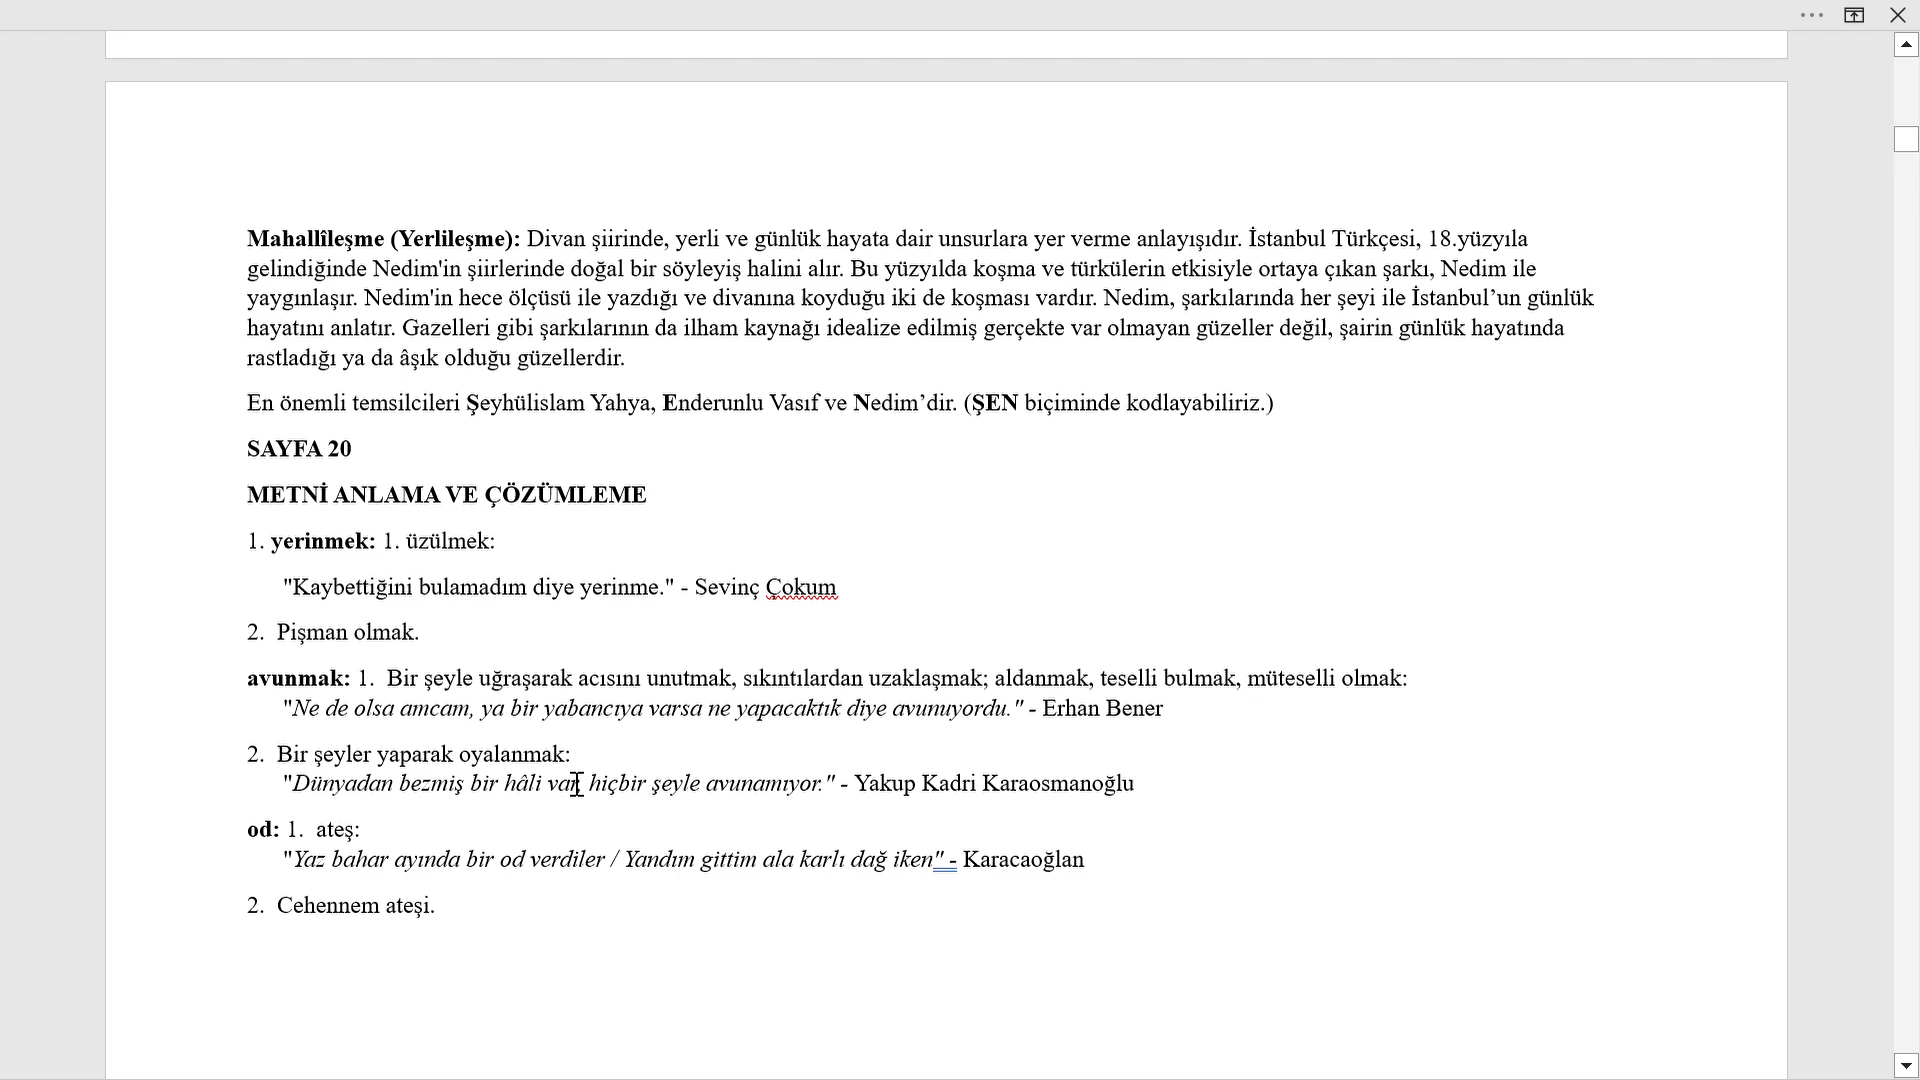 Mahallîleşme (Yerlileşme): Divan şiirinde, yerli ve günlük hayata dair unsurlara yer verme anlayışıdır. İstanbul Türkçesi, 18.yüzyıla
gelindiğinde Nedim'in şiirlerinde doğal bir söyleyiş halini alır. Bu yüzyılda koşma ve türkülerin etkisiyle ortaya çıkan şarkı, Nedim ile
yaygınlaşır. Nedim'in hece ölçüsü ile yazdığı ve divanına koyduğu iki de koşması vardır. Nedim, şarkılarında her şeyi ile İstanbul’un günlük
hayatını anlatır. Gazelleri gibi şarkılarının da ilham kaynağı idealize edilmiş gerçekte var olmayan güzeller değil, şairin günlük hayatında
rastladığı ya da âşık olduğu güzellerdir.
En önemli temsilcileri Şeyhülislam Yahya, Enderunlu Vasıf ve Nedim’dir. (ŞEN biçiminde kodlayabiliriz.)
SAYFA 20
METNİ ANLAMA VE ÇÖZÜMLEME
1. yerinmek: 1. üzülmek:
"Kaybettiğini bulamadım diye yerinme." - Sevinç Çokum
2. Pişman olmak.
avunmak: 1. Bir şeyle uğraşarak acısını unutmak, sıkıntılardan uzaklaşmak; aldanmak, teselli bulmak, müteselli olmak:
"Ne de olsa amcam, ya bir yabancıya varsa ne yapacaktık diye avunuyordu." - Erhan Bener
2. Bir şeyler yaparak oyalanmak:
"Dünyadan bezmiş bir hâli var, hiçbir şeyle avunamıyor." - Yakup Kadri Karaosmanoğlu
od: 1. ateş:
"Yaz bahar ayında bir od verdiler / Yandım gittim ala karlı dağ iken" - Karacaoğlan
2. Cehennem ateşi.